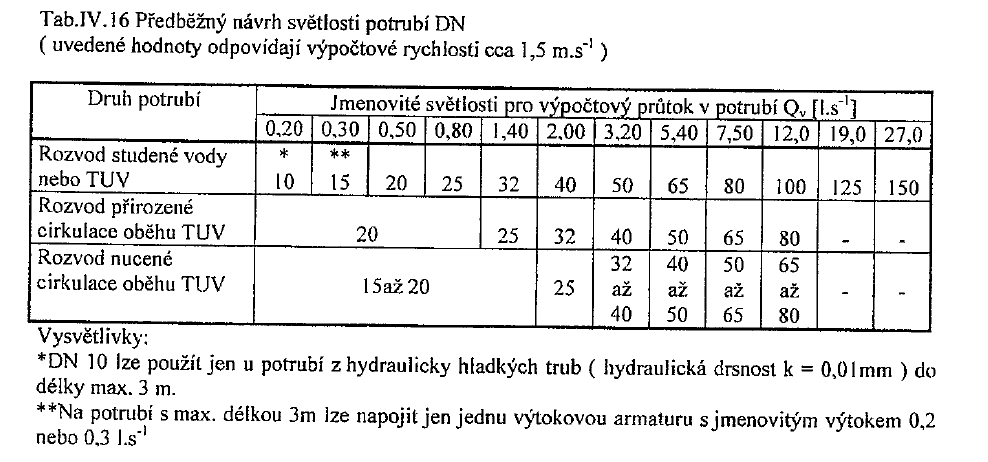 Tab.IV.16 Předběžný návrh světlosti potrubí DN
( uvedené hodnoty odpovídají výpočtové rychlosti cca 1,5 m.s⁻¹ )
Druh potrubí Jmenovité světlosti pro výpočtový průtok v potrubí Qv [l.s⁻¹]
0,20 0,30 0,50 0,80 1,40 2,00 3,20 5,40 7,50 12,0 19,0 27,0
Rozvod studené vody * **
nebo TUV 10 15 20 25 32 40 50 65 80 100 125 150
Rozvod přirozené
cirkulace oběhu TUV 20 25 32 40 50 65 80 - -
Rozvod nucené 32 40 50 65
cirkulace oběhu TUV 15až 20 25 až až až až - -
40 50 65 80
Vysvětlivky:
*DN 10 lze použít jen u potrubí z hydraulicky hladkých trub ( hydraulická drsnost k = 0,01mm ) do
délky max. 3 m.
**Na potrubí s max. délkou 3m lze napojit jen jednu výtokovou armaturu s jmenovitým výtokem 0,2
nebo 0,3 l.s⁻¹